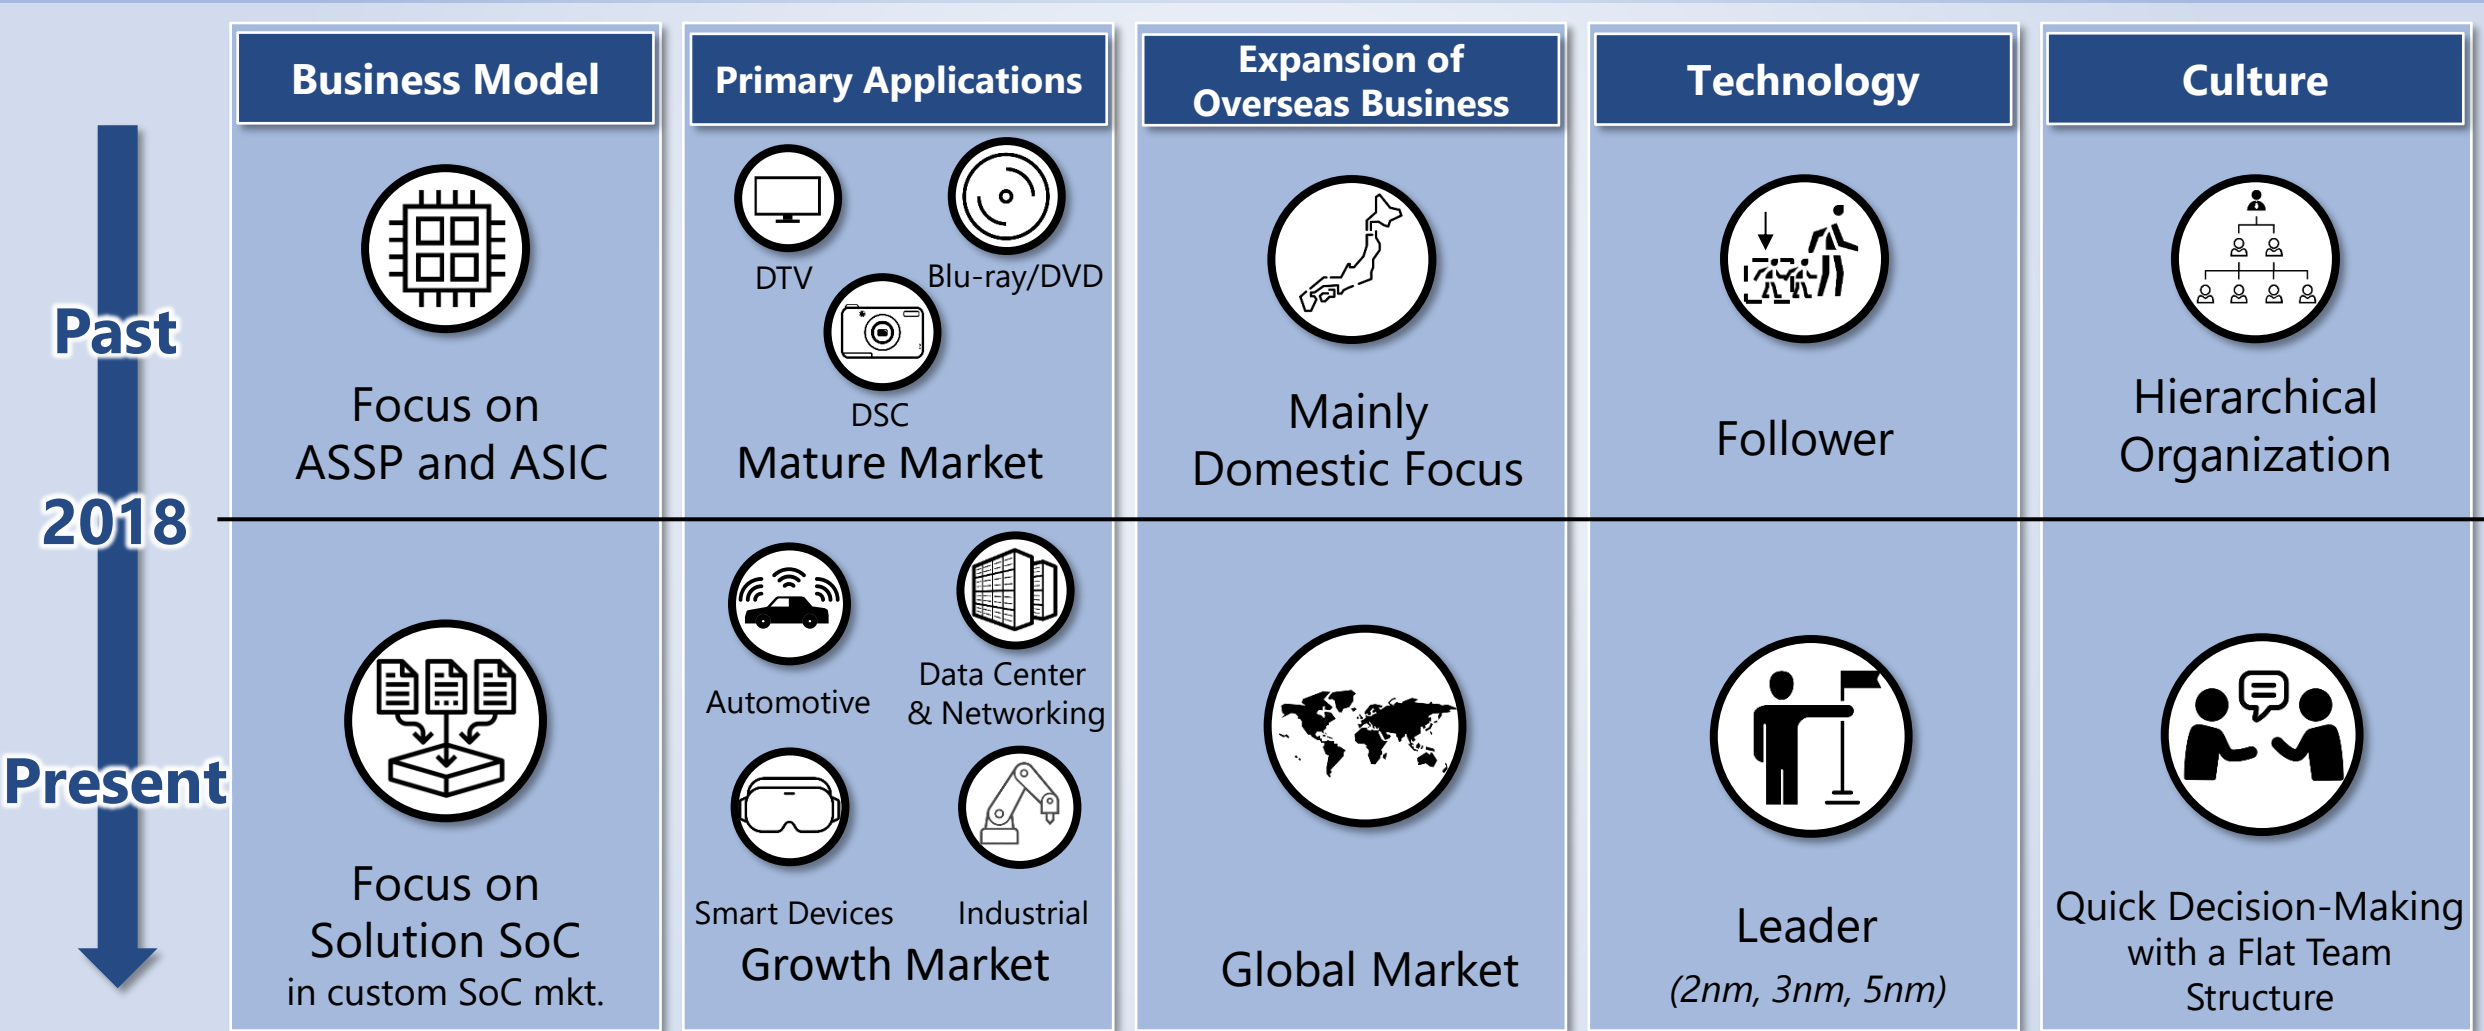 Business Model
Primary Applications
Expansion of
Overseas Business
Technology
Culture
Past
DTV
Blu-ray/DVD
DSC
Focus on
ASSP and ASIC
Mature Market
Mainly
Domestic Focus
Follower
Hierarchical
Organization
2018
Present
Automotive
Data Center
& Networking
Smart Devices
Industrial
Focus on
Solution SoC
in custom SoC mkt.
Growth Market
Global Market
Leader
(2nm, 3nm, 5nm)
Quick Decision-Making
with a Flat Team
Structure